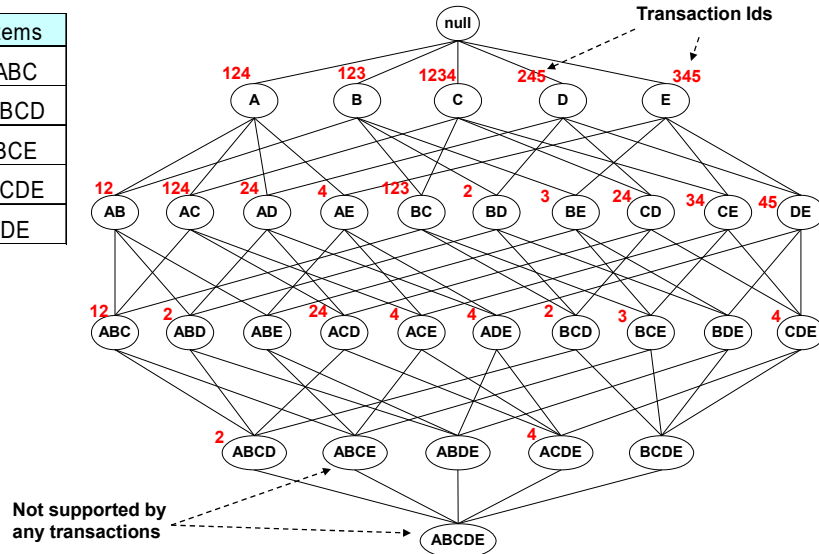 null
Transaction Ids
tems
ABC
BCD
BCE
CDE
DE
124 123 1234 245 345
A B C D E
12 124 24 4 123 2 3 24 34 45
AB AC AD AE BC BD BE CD CE DE
12 2 24 4 4 2 3 4
ABC ABD ABE ACD ACE ADE BCD BCE BDE CDE
2 4
ABCD ABCE ABDE ACDE BCDE
Not supported by
any transactions
ABCDE